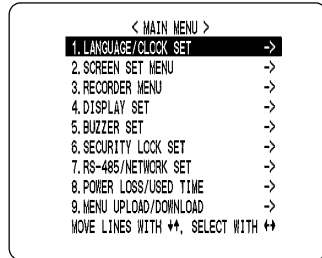 < MAIN MENU >
1. LANGUAGE/CLOCK SET ->
2. SCREEN SET MENU ->
3. RECORDER MENU ->
4. DISPLAY SET ->
5. BUZZER SET ->
6. SECURITY LOCK SET ->
7. RS-485/NETWORK SET ->
8. POWER LOSS/USED TIME ->
9. MENU UPLOAD/DOWNLOAD ->
MOVE LINES WITH ↓↑, SELECT WITH ↔